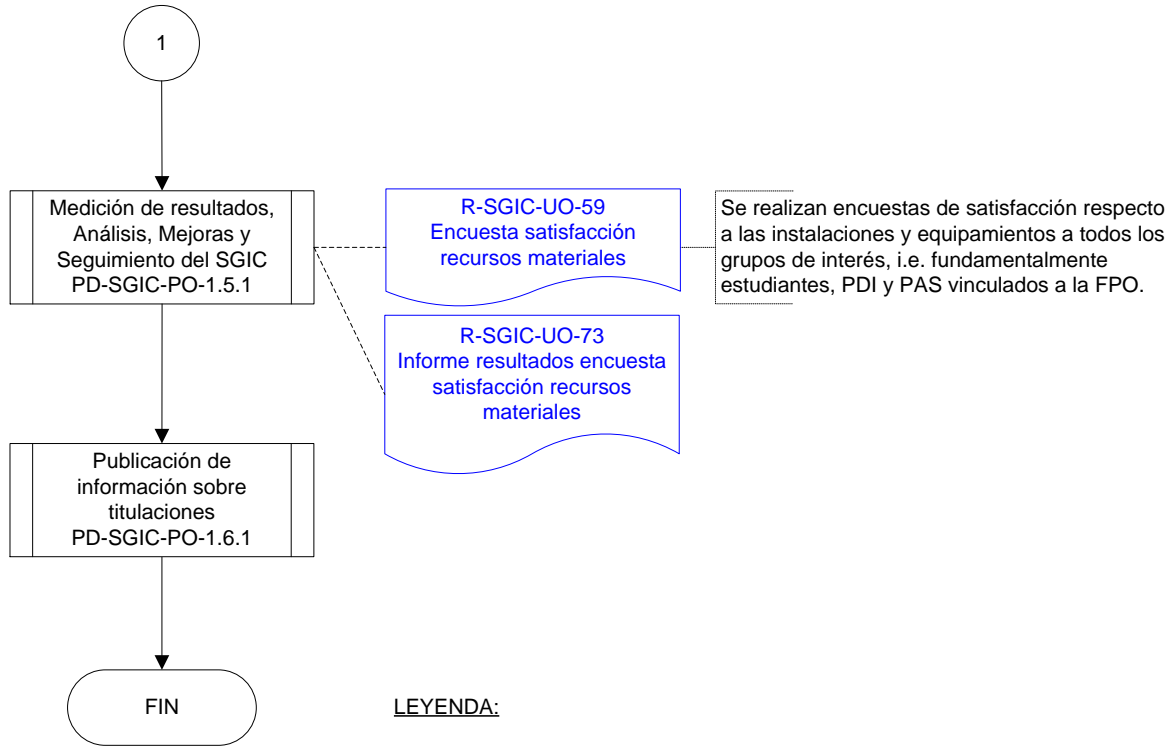 1
Medición de resultados,
Análisis, Mejoras y
Seguimiento del SGIC
PD-SGIC-PO-1.5.1
R-SGIC-UO-59
Encuesta satisfacción
recursos materiales
Se realizan encuestas de satisfacción respecto
a las instalaciones y equipamientos a todos los
grupos de interés, i.e. fundamentalmente
estudiantes, PDI y PAS vinculados a la FPO.
R-SGIC-UO-73
Informe resultados encuesta
satisfacción recursos
materiales
Publicación de
información sobre
titulaciones
PD-SGIC-PO-1.6.1
FIN
LEYENDA: